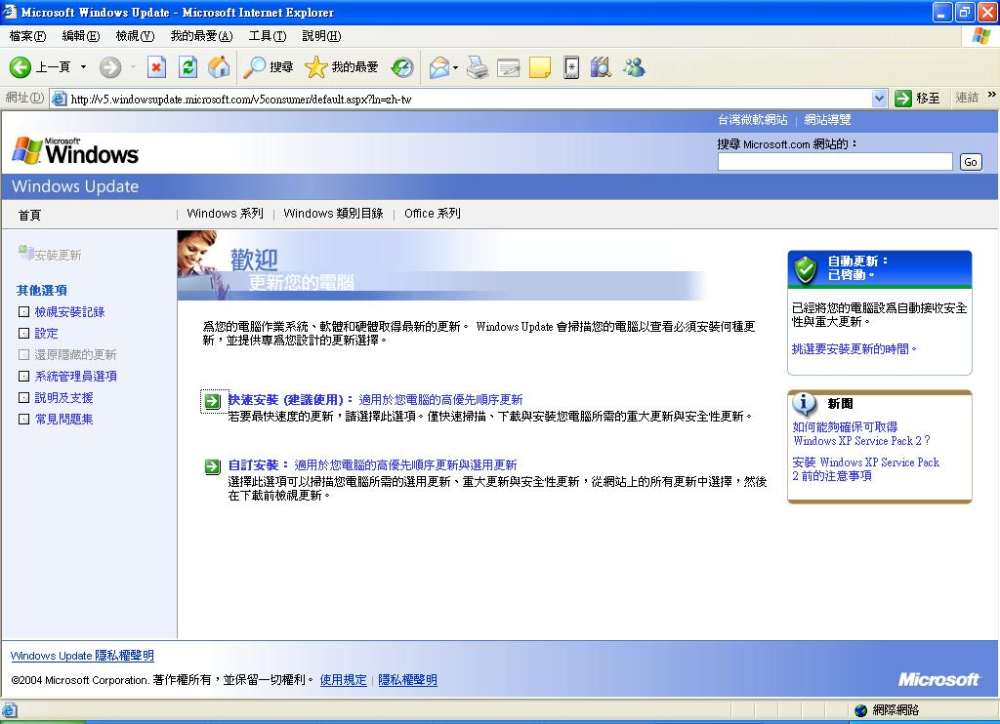 Microsoft Windows Update - Microsoft Internet Explorer
檔案(F) 編輯(E) 檢視(V) 我的最愛(A) 工具(T) 說明(H)
上一頁 搜尋 我的最愛
網址(D) http://v5.windowsupdate.microsoft.com/v5consumer/default.aspx?ln=zh-tw 移至 連結 »
台灣微軟網站 | 網站導覽
Microsoft Windows
搜尋 Microsoft.com 網站的：
Go
Windows Update
首頁 | Windows 系列 | Windows 類別目錄 | Office 系列
安裝更新
其他選項
檢視安裝記錄
設定
還原隱藏的更新
系統管理員選項
說明及支援
常見問題集
歡迎
更新您的電腦
為您的電腦作業系統、軟體和硬體取得最新的更新。 Windows Update 會掃描您的電腦以查看必須安裝何種更
新，並提供專為您設計的更新選擇。
快速安裝 (建議使用)： 適用於您電腦的高優先順序更新
若要最快速度的更新，請選擇此選項。僅快速掃描、下載與安裝您電腦所需的重大更新與安全性更新。
自訂安裝： 適用於您電腦的高優先順序更新與選用更新
選擇此選項可以掃描您電腦所需的選用更新、重大更新與安全性更新，從網站上的所有更新中選擇，然後
在下載前檢視更新。
自動更新：
已啟動。
已經將您的電腦設為自動接收安全
性與重大更新。
挑選要安裝更新的時間。
新聞
如何能夠確保可取得
Windows XP Service Pack 2？
安裝 Windows XP Service Pack
2 前的注意事項
Windows Update 隱私權聲明
©2004 Microsoft Corporation. 著作權所有，並保留一切權利。 使用規定 | 隱私權聲明
Microsoft
網際網路